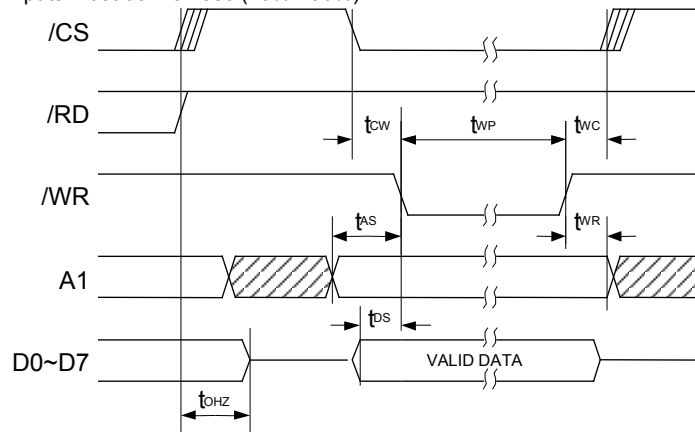 /CS
/RD
tCW tWP tWC
/WR
tAS tWR
A1
tDS
D0~D7 VALID DATA
tOHZ